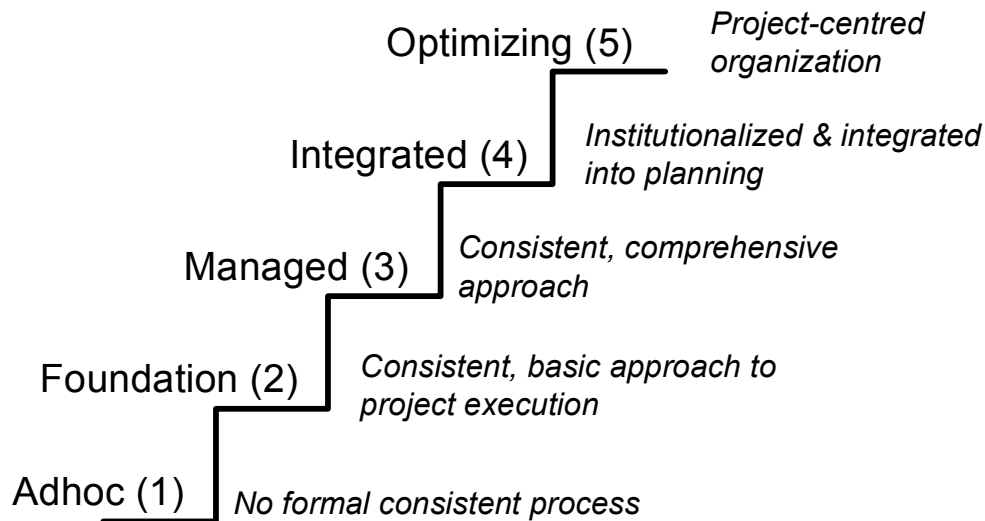 Optimizing (5)
Project-centred
organization
Integrated (4)
Institutionalized & integrated
into planning
Managed (3)
Consistent, comprehensive
approach
Foundation (2)
Consistent, basic approach to
project execution
Adhoc (1)
No formal consistent process